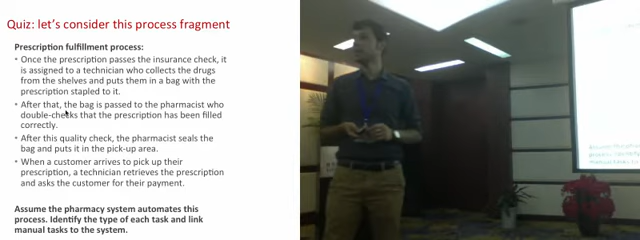 Quiz: let's consider this process fragment
Prescription fulfillment process:
• Once the prescription passes the insurance check, it
is assigned to a technician who collects the drugs
from the shelves and puts them in a bag with the
prescription stapled to it.
• After that, the bag is passed to the pharmacist who
double-checks that the prescription has been filled
correctly.
• After this quality check, the pharmacist seals the
bag and puts it in the pick-up area.
• When a customer arrives to pick up their
prescription, a technician retrieves the prescription
and asks the customer for their payment.
Assume the pharmacy system automates this
process. Identify the type of each task and link
manual tasks to the system.